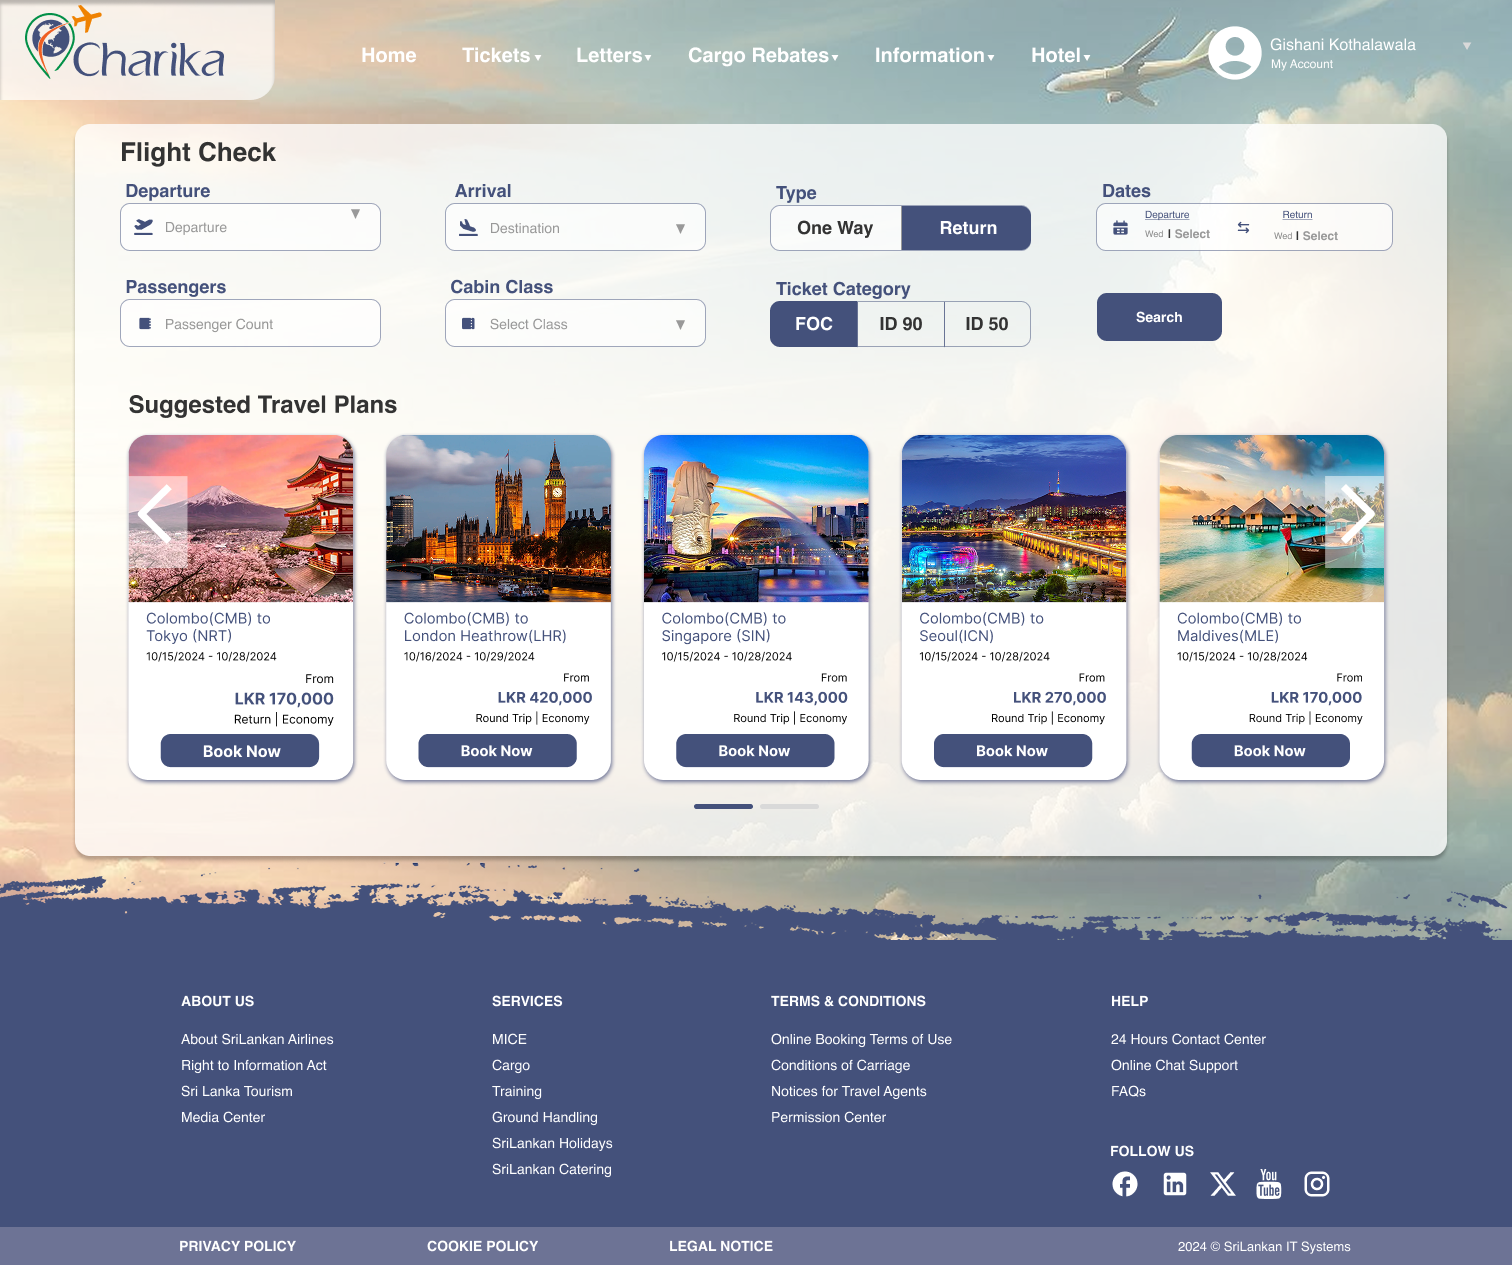 Charika
Home
Tickets ▾
Letters ▾
Cargo Rebates ▾
Information ▾
Hotel ▾
Gishani Kothalawala
My Account
Flight Check
Departure
Departure
Arrival
Destination
Type
One Way
Return
Dates
Departure
Wed | Select
Return
Wed | Select
Passengers
Passenger Count
Cabin Class
Select Class
Ticket Category
FOC
ID 90
ID 50
Search
Suggested Travel Plans
Colombo(CMB) to
Tokyo (NRT)
10/15/2024 - 10/28/2024
From
LKR 170,000
Return | Economy
Book Now
Colombo(CMB) to
London Heathrow(LHR)
10/16/2024 - 10/29/2024
From
LKR 420,000
Round Trip | Economy
Book Now
Colombo(CMB) to
Singapore (SIN)
10/15/2024 - 10/28/2024
From
LKR 143,000
Round Trip | Economy
Book Now
Colombo(CMB) to
Seoul(ICN)
10/15/2024 - 10/28/2024
From
LKR 270,000
Round Trip | Economy
Book Now
Colombo(CMB) to
Maldives(MLE)
10/15/2024 - 10/28/2024
From
LKR 170,000
Round Trip | Economy
Book Now
ABOUT US
About SriLankan Airlines
Right to Information Act
Sri Lanka Tourism
Media Center
SERVICES
MICE
Cargo
Training
Ground Handling
SriLankan Holidays
SriLankan Catering
TERMS & CONDITIONS
Online Booking Terms of Use
Conditions of Carriage
Notices for Travel Agents
Permission Center
HELP
24 Hours Contact Center
Online Chat Support
FAQs
FOLLOW US
You
Tube
PRIVACY POLICY
COOKIE POLICY
LEGAL NOTICE
2024 © SriLankan IT Systems